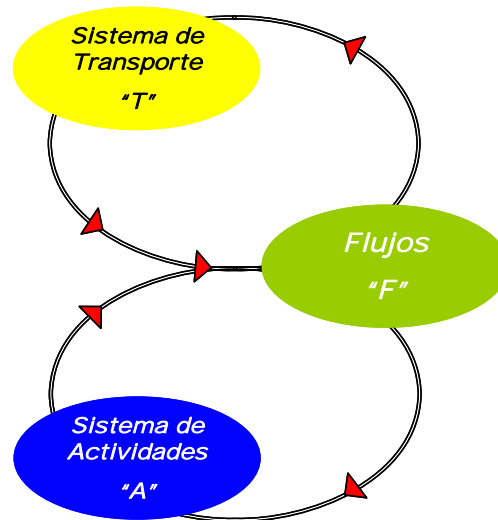 Sistema de
Transporte
"T"
Flujos
"F"
Sistema de
Actividades
"A"